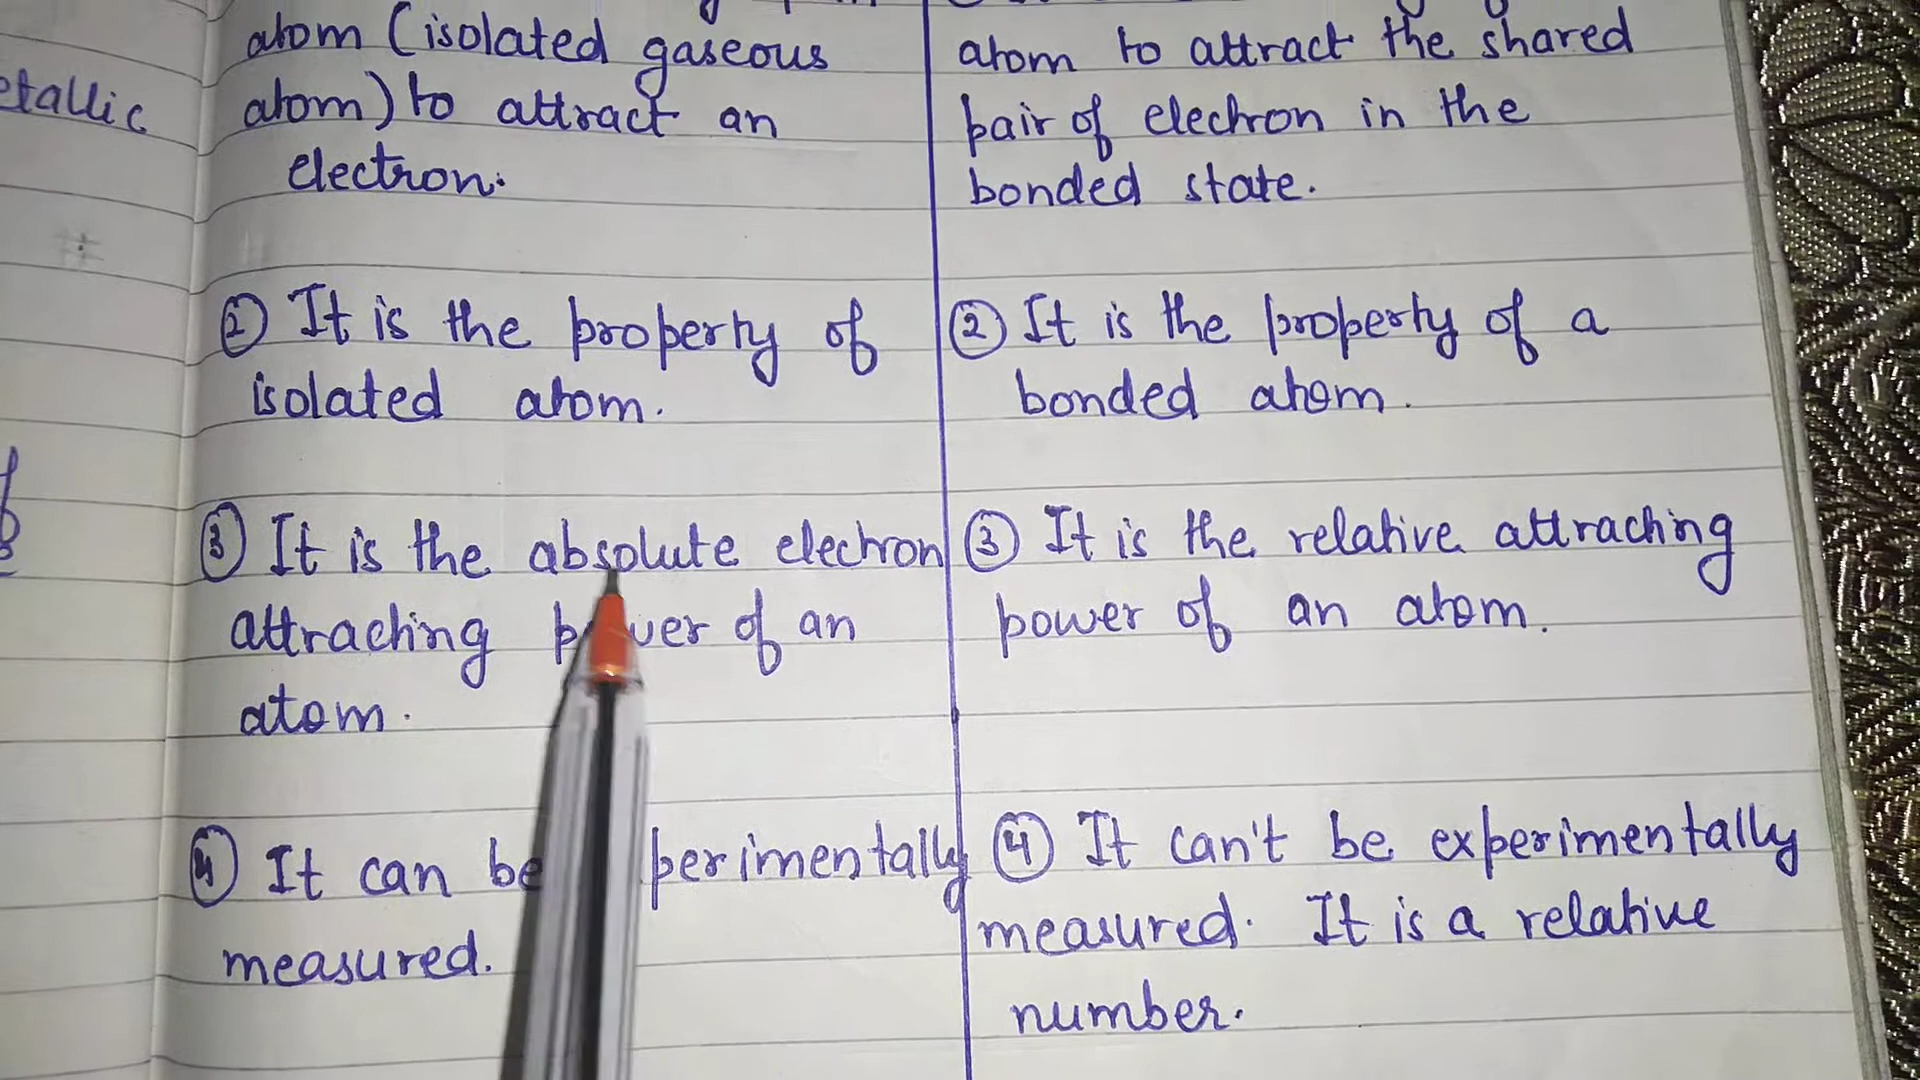 etallic
atom (isolated gaseous
atom) to attract an
electron.
② It is the property of
isolated atom.
③ It is the absolute electron
attracting power of an
atom.
④ It can be perimentally
measured.
atom to attract the shared
pair of electron in the
bonded state.
② It is the property of a
bonded atom.
③ It is the relative attracting
power of an atom.
④ It can't be experimentally
measured. It is a relative
number.